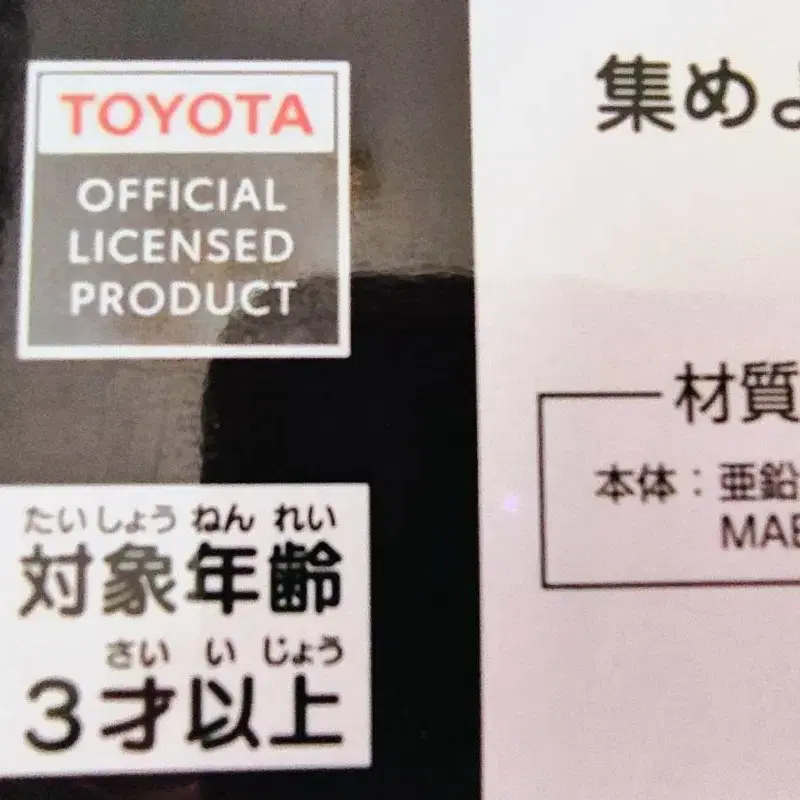 TOYOTA
OFFICIAL
LICENSED
PRODUCT
たいしょう ねん れい
対象年齢
さい い じょう
3才以上
集めよ
材質
本体:亜鉛
MAB